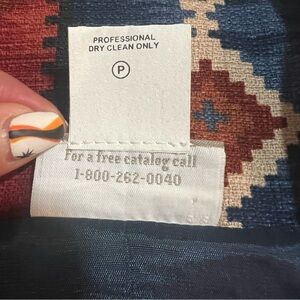 PROFESSIONAL
DRY CLEAN ONLY
P
For a free catalog call
1-800-262-0040